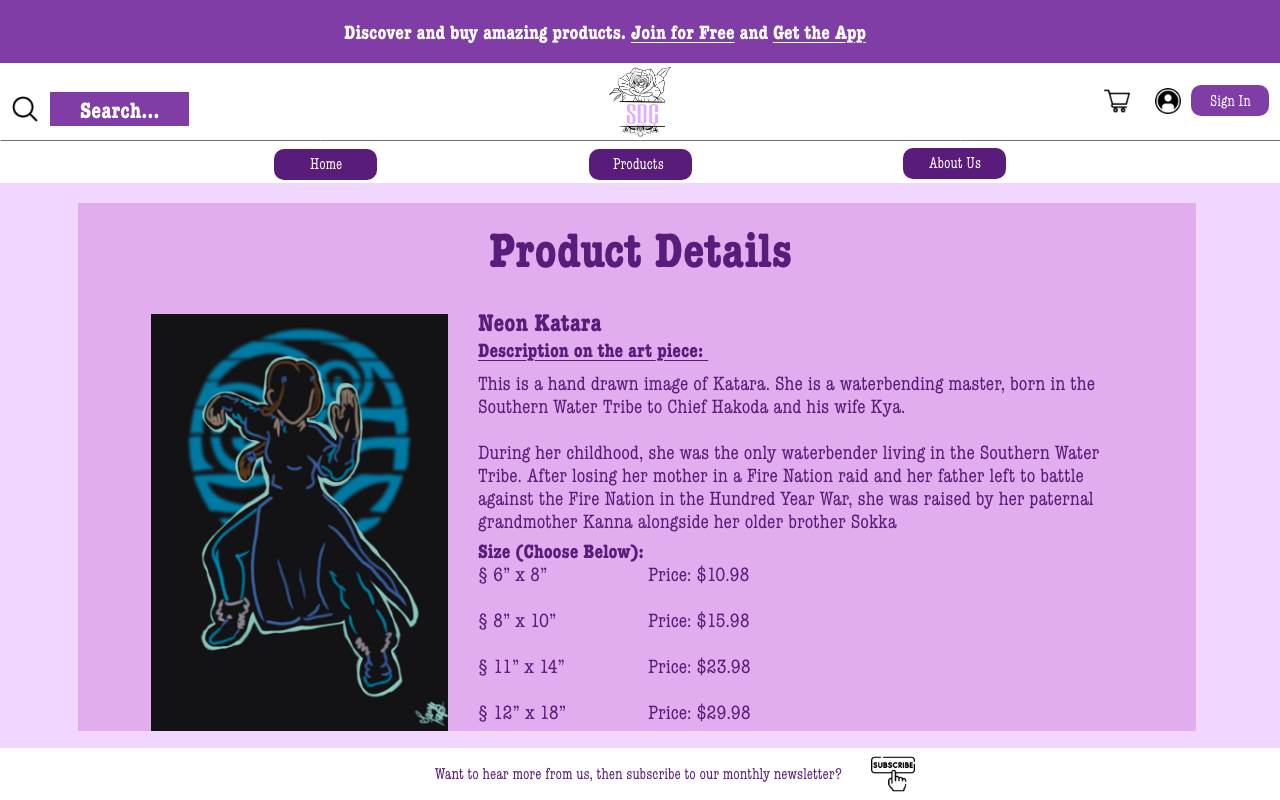 Discover and buy amazing products. Join for Free and Get the App
Search...
SDC
Sign In
Home
Products
About Us
Product Details
Neon Katara
Description on the art piece:
This is a hand drawn image of Katara. She is a waterbending master, born in the
Southern Water Tribe to Chief Hakoda and his wife Kya.
During her childhood, she was the only waterbender living in the Southern Water
Tribe. After losing her mother in a Fire Nation raid and her father left to battle
against the Fire Nation in the Hundred Year War, she was raised by her paternal
grandmother Kanna alongside her older brother Sokka
Size (Choose Below):
§ 6” x 8” Price: $10.98
§ 8” x 10” Price: $15.98
§ 11” x 14” Price: $23.98
§ 12” x 18” Price: $29.98
Want to hear more from us, then subscribe to our monthly newsletter?
SUBSCRIBE